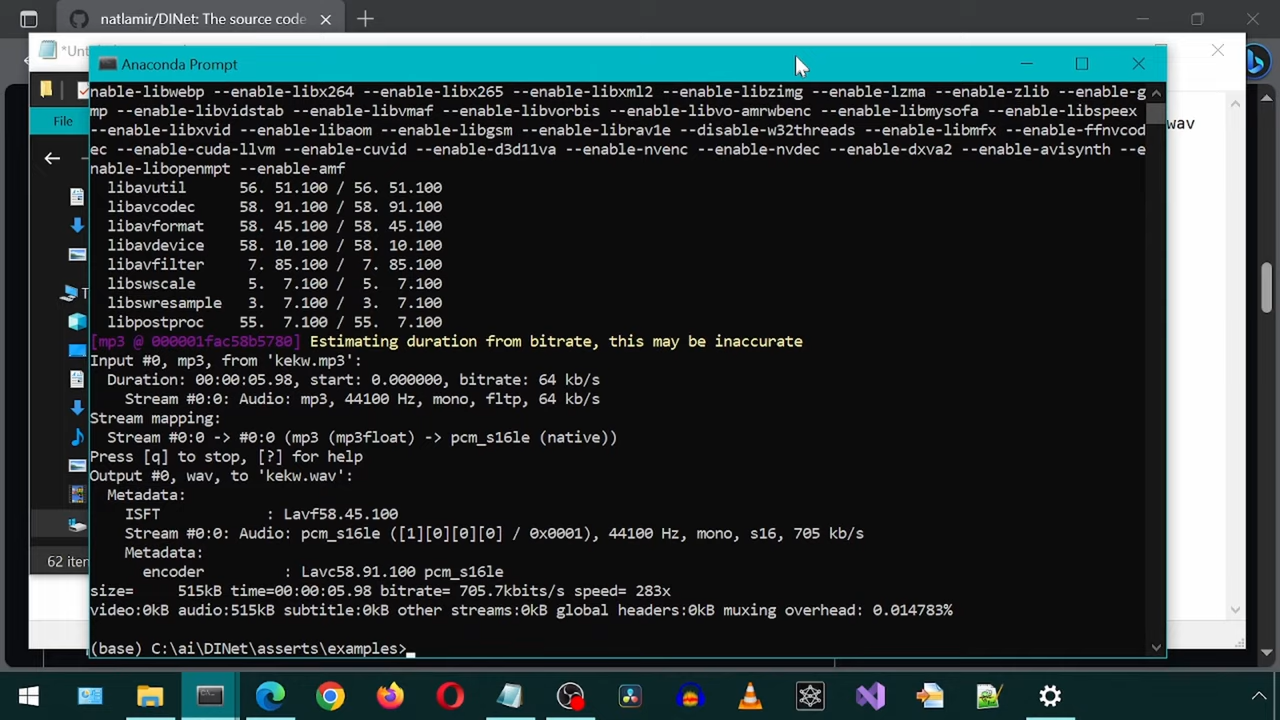 natlamir/DINet: The source code
*Unt
Anaconda Prompt
File
wav
62 iten
nable-libwebp --enable-libx264 --enable-libx265 --enable-libxml2 --enable-libzimg --enable-lzma --enable-zlib --enable-g
mp --enable-libvidstab --enable-libvmaf --enable-libvorbis --enable-libvo-amrwbenc --enable-libmysofa --enable-libspeex
--enable-libxvid --enable-libaom --enable-libgsm --enable-librav1e --disable-w32threads --enable-libmfx --enable-ffnvcod
ec --enable-cuda-llvm --enable-cuvid --enable-d3d11va --enable-nvenc --enable-nvdec --enable-dxva2 --enable-avisynth --e
nable-libopenmpt --enable-amf
libavutil 56. 51.100 / 56. 51.100
libavcodec 58. 91.100 / 58. 91.100
libavformat 58. 45.100 / 58. 45.100
libavdevice 58. 10.100 / 58. 10.100
libavfilter 7. 85.100 / 7. 85.100
libswscale 5. 7.100 / 5. 7.100
libswresample 3. 7.100 / 3. 7.100
libpostproc 55. 7.100 / 55. 7.100
[mp3 @ 000001fac58b5780] Estimating duration from bitrate, this may be inaccurate
Input #0, mp3, from 'kekw.mp3':
Duration: 00:00:05.98, start: 0.000000, bitrate: 64 kb/s
Stream #0:0: Audio: mp3, 44100 Hz, mono, fltp, 64 kb/s
Stream mapping:
Stream #0:0 -> #0:0 (mp3 (mp3float) -> pcm_s16le (native))
Press [q] to stop, [?] for help
Output #0, wav, to 'kekw.wav':
Metadata:
ISFT : Lavf58.45.100
Stream #0:0: Audio: pcm_s16le ([1][0][0][0] / 0x0001), 44100 Hz, mono, s16, 705 kb/s
Metadata:
encoder : Lavc58.91.100 pcm_s16le
size= 515kB time=00:00:05.98 bitrate= 705.7kbits/s speed= 283x
video:0kB audio:515kB subtitle:0kB other streams:0kB global headers:0kB muxing overhead: 0.014783%
(base) C:\ai\DINet\asserts\examples>